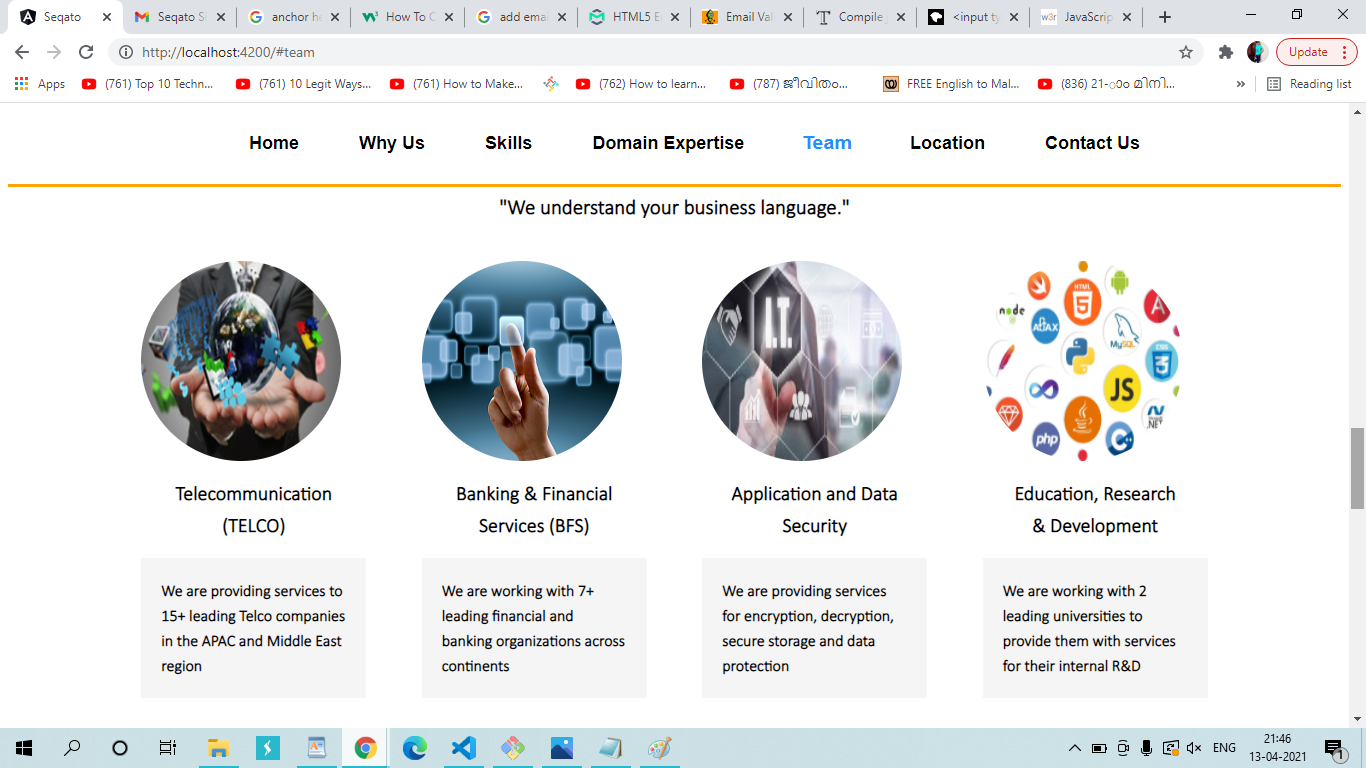 Seqato
Seqato Si
anchor he
How To C
add emai
HTML5 E
Email Val
Compile J
<input ty
JavaScrip
http://localhost:4200/#team
Update
Apps
(761) Top 10 Techn...
(761) 10 Legit Ways...
(761) How to Make...
(762) How to learn...
(787) ജീവിതം...
FREE English to Mal...
(836) 21-ാം മിനി...
»
Reading list
Home
Why Us
Skills
Domain Expertise
Team
Location
Contact Us
"We understand your business language."
I.T.
node
HTML
5
AJAX
MySQL
CSS
3
JS
php
C++
.NET
Telecommunication
(TELCO)
Banking & Financial
Services (BFS)
Application and Data
Security
Education, Research
& Development
We are providing services to
15+ leading Telco companies
in the APAC and Middle East
region
We are working with 7+
leading financial and
banking organizations across
continents
We are providing services
for encryption, decryption,
secure storage and data
protection
We are working with 2
leading universities to
provide them with services
for their internal R&D
ENG
21:46
13-04-2021
1